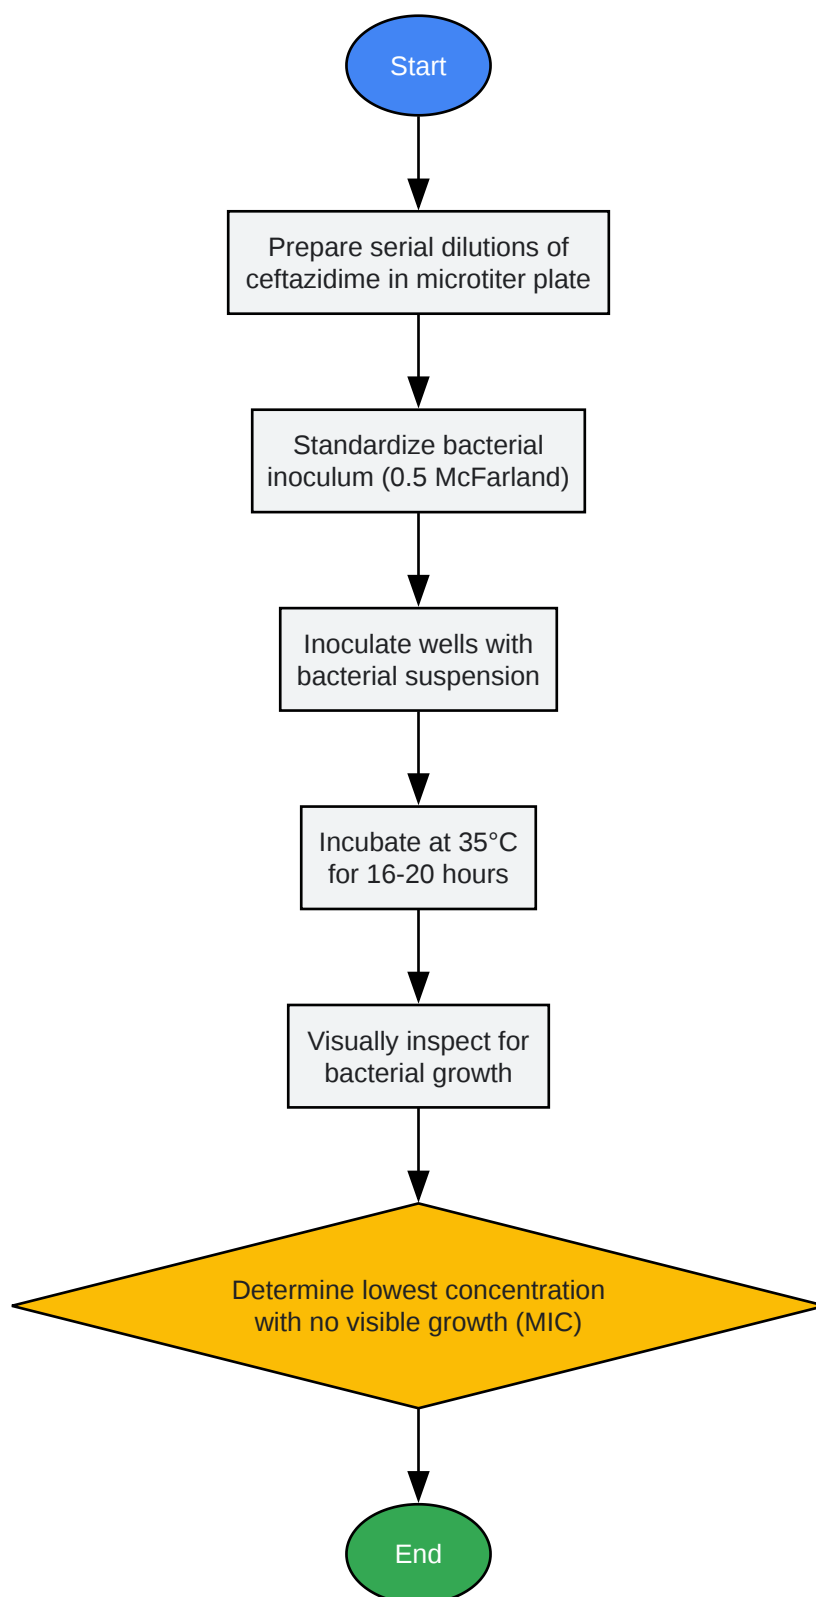 Start
Prepare serial dilutions of
ceftazidime in microtiter plate
Standardize bacterial
inoculum (0.5 McFarland)
Inoculate wells with
bacterial suspension
Incubate at 35°C
for 16-20 hours
Visually inspect for
bacterial growth
Determine lowest concentration
with no visible growth (MIC)
End